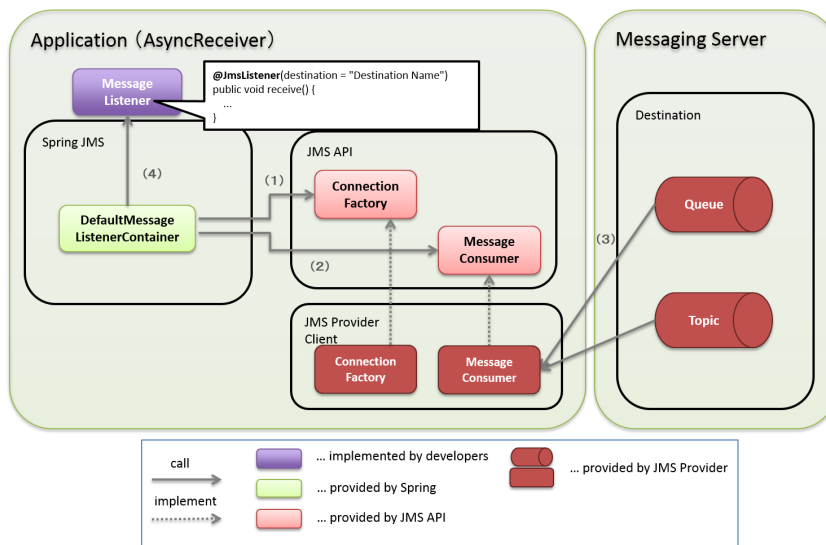 Application (AsyncReceiver)
Messaging Server
Message
Listener
@JmsListener(destination = "Destination Name")
public void receive() {
...
}
Spring JMS
(4)
DefaultMessage
ListenerContainer
(1)
(2)
JMS API
Connection
Factory
Message
Consumer
JMS Provider
Client
Connection
Factory
Message
Consumer
Destination
Queue
(3)
Topic
call
implement
... implemented by developers
... provided by Spring
... provided by JMS API
... provided by JMS Provider